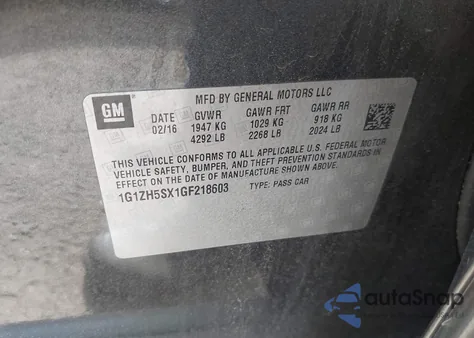 GM
MFD BY GENERAL MOTORS LLC
DATE GVWR GAWR FRT GAWR RR
02/16 1947 KG 1029 KG 918 KG
4292 LB 2268 LB 2024 LB
THIS VEHICLE CONFORMS TO ALL APPLICABLE U.S. FEDERAL MOTOR
VEHICLE SAFETY, BUMPER, AND THEFT PREVENTION STANDARDS IN
EFFECT ON THE DATE OF MANUFACTURE SHOWN ABOVE.
1G1ZH5SX1GF218603 TYPE: PASS CAR
autoSnap